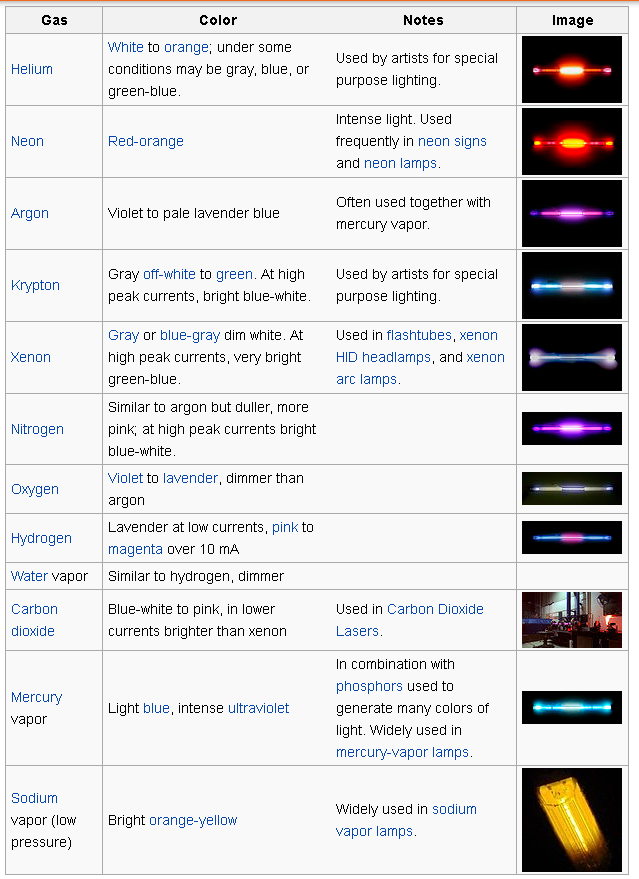 Gas Color Notes Image
Helium
White to orange; under some
conditions may be gray, blue, or
green-blue.
Used by artists for special
purpose lighting.
Neon
Red-orange
Intense light. Used
frequently in neon signs
and neon lamps.
Argon
Violet to pale lavender blue
Often used together with
mercury vapor.
Krypton
Gray off-white to green. At high
peak currents, bright blue-white.
Used by artists for special
purpose lighting.
Xenon
Gray or blue-gray dim white. At
high peak currents, very bright
green-blue.
Used in flashtubes, xenon
HID headlamps, and xenon
arc lamps.
Nitrogen
Similar to argon but duller, more
pink; at high peak currents bright
blue-white.
Oxygen
Violet to lavender, dimmer than
argon
Hydrogen
Lavender at low currents, pink to
magenta over 10 mA
Water vapor
Similar to hydrogen, dimmer
Carbon
dioxide
Blue-white to pink, in lower
currents brighter than xenon
Used in Carbon Dioxide
Lasers.
Mercury
vapor
Light blue, intense ultraviolet
In combination with
phosphors used to
generate many colors of
light. Widely used in
mercury-vapor lamps.
Sodium
vapor (low
pressure)
Bright orange-yellow
Widely used in sodium
vapor lamps.